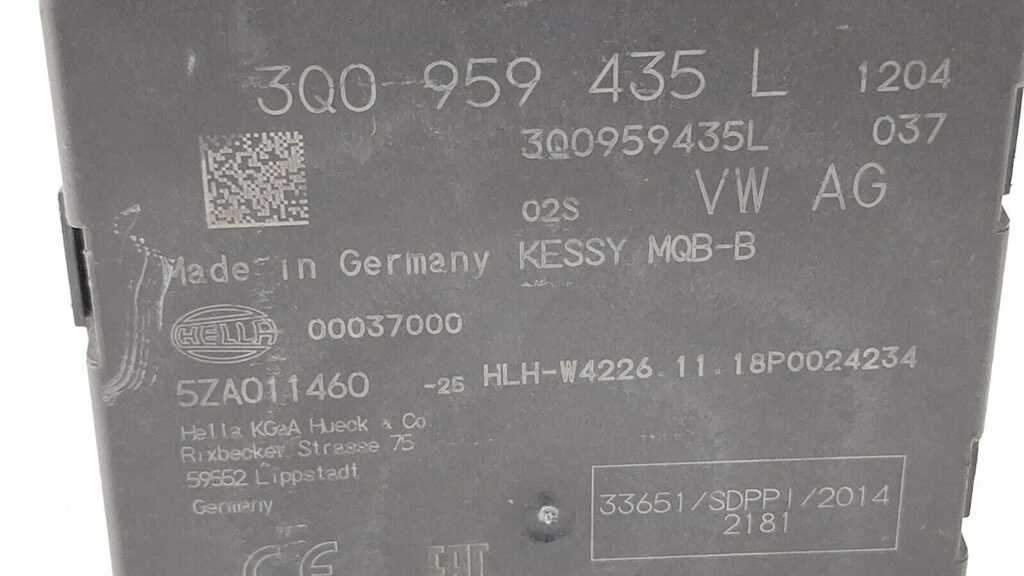 3Q0 959 435 L 1204
3Q0959435L 037
02S VW AG
Made in Germany KESSY MQB-B
HELLA 00037000
5ZA011460 -25 HLH-W4226.11.18P0024234
Hella KGaA Hueck & Co
Rixbecker Strasse 75
59552 Lippstadt
Germany
33651/SDPPI/2014
2181
CE EAC